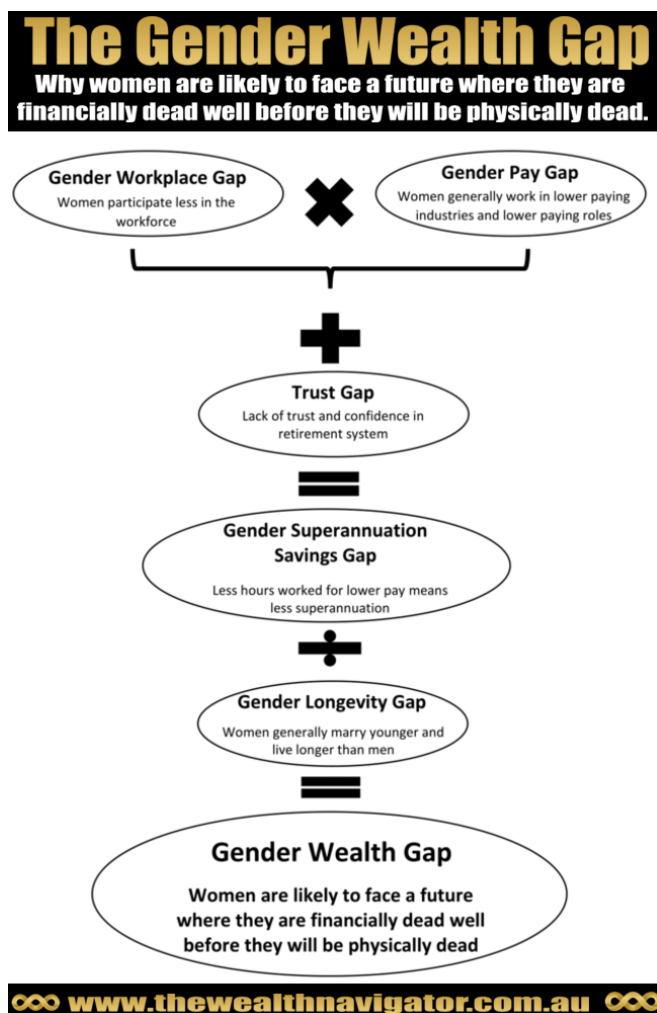 The Gender Wealth Gap
Why women are likely to face a future where they are
financially dead well before they will be physically dead.
Gender Workplace Gap
Women participate less in the
workforce
Gender Pay Gap
Women generally work in lower paying
industries and lower paying roles
Trust Gap
Lack of trust and confidence in
retirement system
Gender Superannuation
Savings Gap
Less hours worked for lower pay means
less superannuation
Gender Longevity Gap
Women generally marry younger and
live longer than men
Gender Wealth Gap
Women are likely to face a future
where they are financially dead well
before they will be physically dead
www.thewealthnavigator.com.au